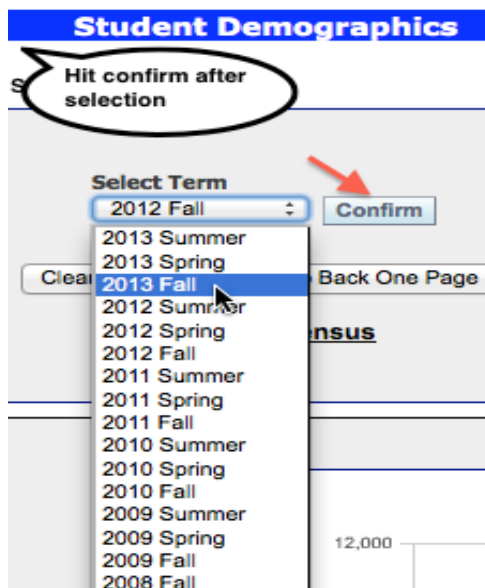 Student Demographics
Hit confirm after
selection
S
Select Term
2012 Fall
Confirm
2013 Summer
2013 Spring
Clea
Back One Page
2013 Fall
2012 Summer
2012 Spring
nsus
2012 Fall
2011 Summer
2011 Spring
2011 Fall
2010 Summer
2010 Spring
2010 Fall
2009 Summer
2009 Spring
12,000
2009 Fall
2008 Fall